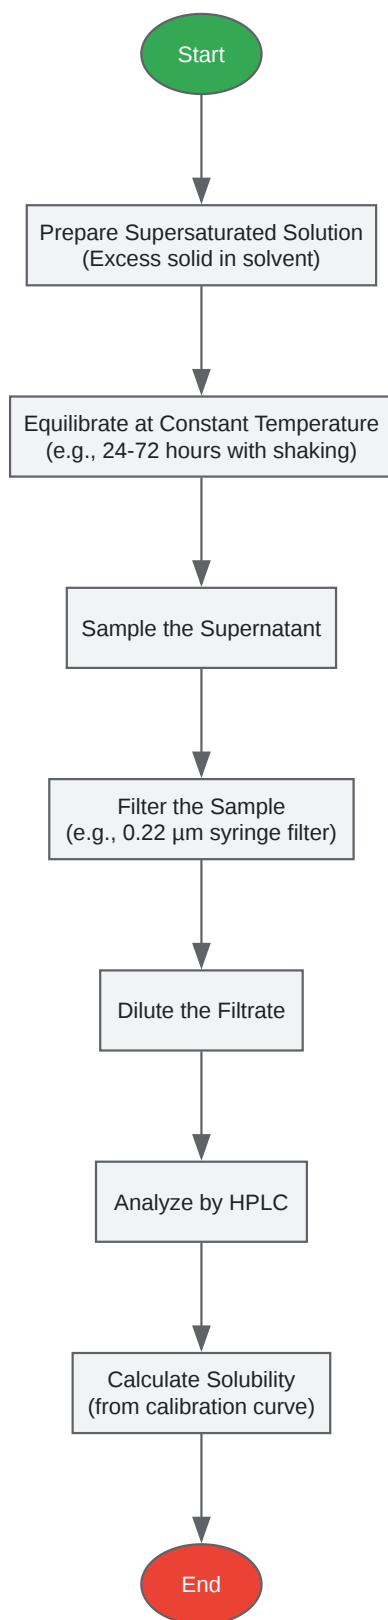 Start
Prepare Supersaturated Solution
(Excess solid in solvent)
Equilibrate at Constant Temperature
(e.g., 24-72 hours with shaking)
Sample the Supernatant
Filter the Sample
(e.g., 0.22 µm syringe filter)
Dilute the Filtrate
Analyze by HPLC
Calculate Solubility
(from calibration curve)
End